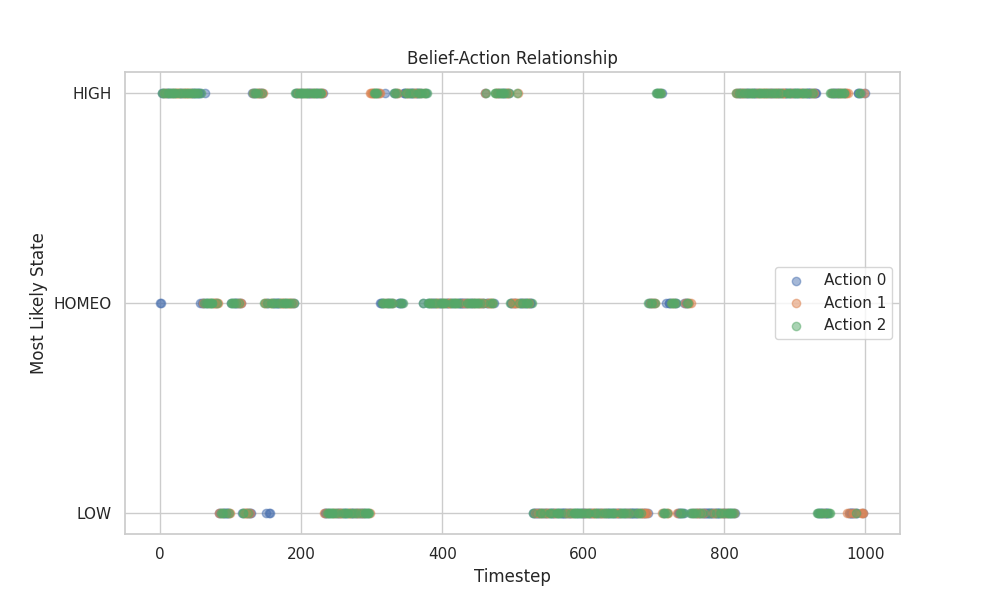 Belief-Action Relationship
HIGH
HOMEO
LOW
Most Likely State
Action 0
Action 1
Action 2
0
200
400
600
800
1000
Timestep